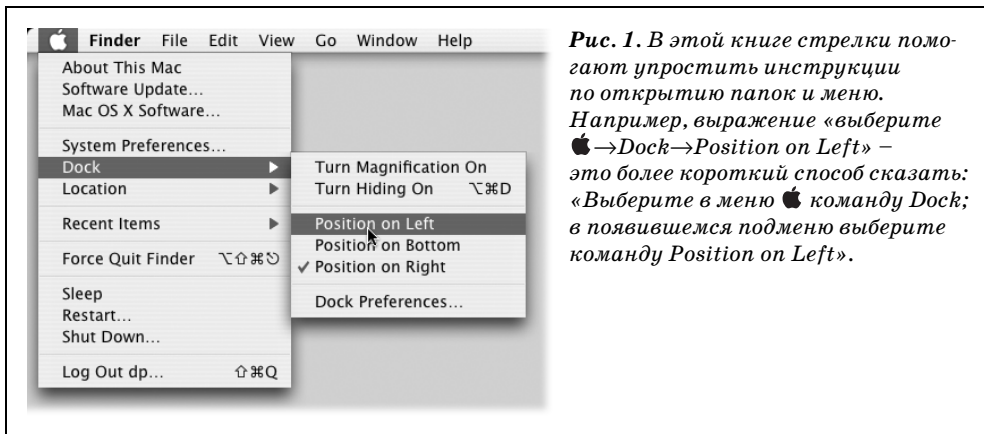 Finder File Edit View Go Window Help
About This Mac
Software Update...
Mac OS X Software...
System Preferences...
Dock
Location
Recent Items
Force Quit Finder ⌥⇧⌘⎋
Sleep
Restart...
Shut Down...
Log Out dp... ⇧⌘Q
Turn Magnification On
Turn Hiding On ⌥⌘D
Position on Left
Position on Bottom
✓ Position on Right
Dock Preferences...
Рис. 1. В этой книге стрелки помо-
гают упростить инструкции
по открытию папок и меню.
Например, выражение «выберите
→Dock→Position on Left» –
это более короткий способ сказать:
«Выберите в меню  команду Dock;
в появившемся подменю выберите
команду Position on Left».